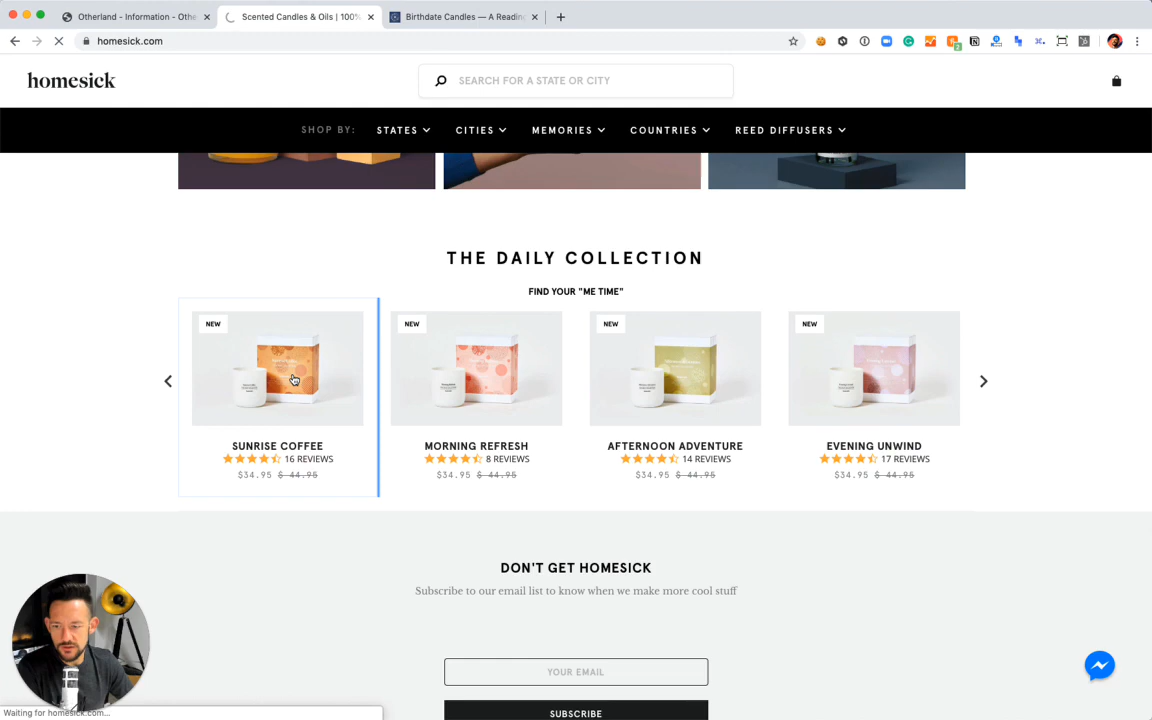 Otherland - Information - Othe
Scented Candles & Oils | 100%
Birthdate Candles — A Reading
homesick.com
2
homesick
SEARCH FOR A STATE OR CITY
SHOP BY:
STATES
CITIES
MEMORIES
COUNTRIES
REED DIFFUSERS
THE DAILY COLLECTION
FIND YOUR "ME TIME"
NEW
NEW
NEW
NEW
SUNRISE COFFEE
16 REVIEWS
$34.95 $ 44.95
MORNING REFRESH
8 REVIEWS
$34.95 $ 44.95
AFTERNOON ADVENTURE
14 REVIEWS
$34.95 $ 44.95
EVENING UNWIND
17 REVIEWS
$34.95 $ 44.95
DON'T GET HOMESICK
Subscribe to our email list to know when we make more cool stuff
YOUR EMAIL
SUBSCRIBE
Waiting for homesick.com...